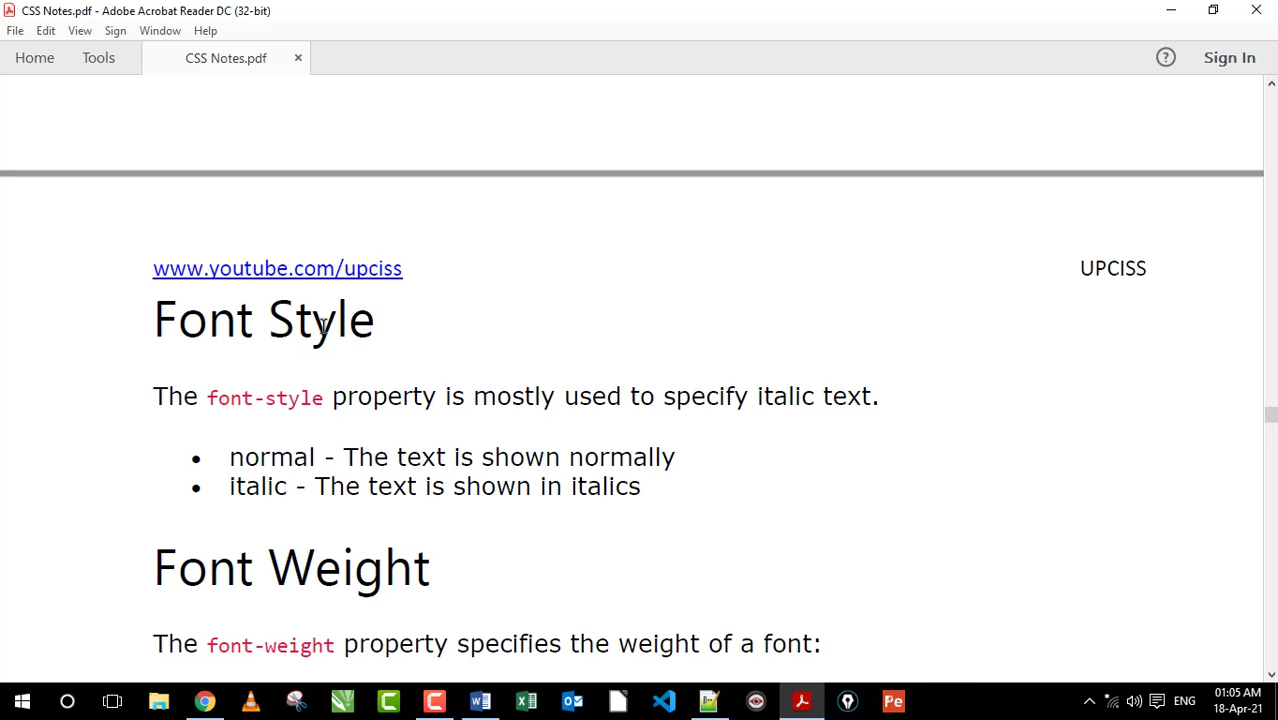 CSS Notes.pdf - Adobe Acrobat Reader DC (32-bit)
File Edit View Sign Window Help
Home Tools CSS Notes.pdf × ? Sign In
www.youtube.com/upciss UPCISS
Font Style
The font-style property is mostly used to specify italic text.
• normal - The text is shown normally
• italic - The text is shown in italics
Font Weight
The font-weight property specifies the weight of a font:
Pe ENG 01:05 AM
18-Apr-21